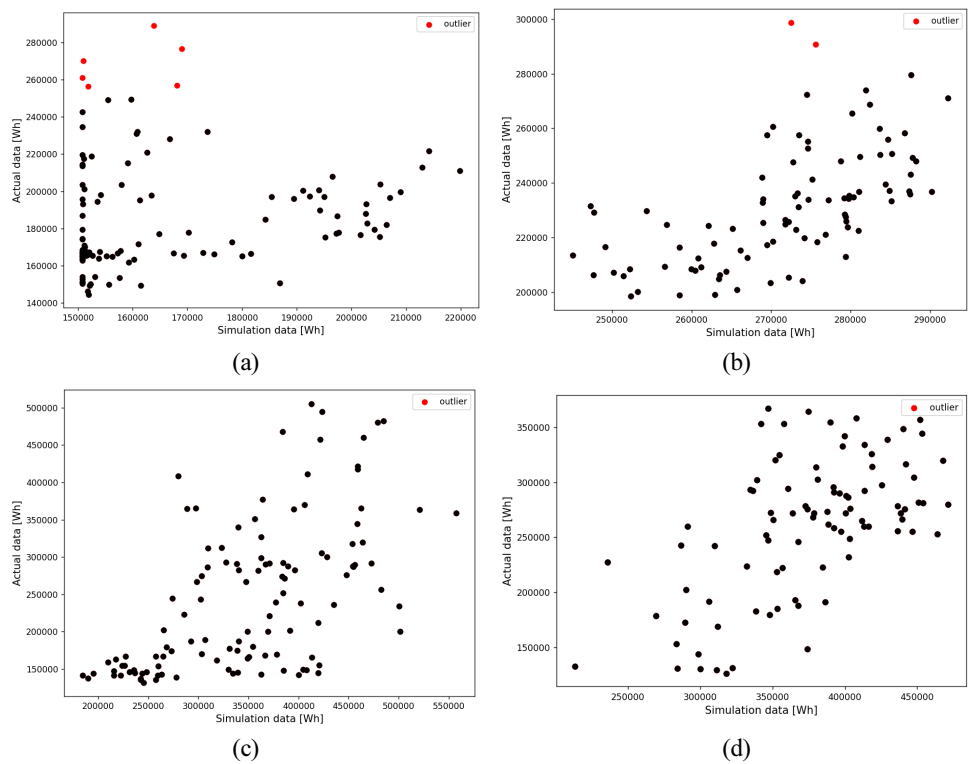 outlier
280000
260000
240000
220000
200000
180000
160000
140000
Actual data [Wh]
150000 160000 170000 180000 190000 200000 210000 220000
Simulation data [Wh]
(a)
outlier
300000
280000
260000
240000
220000
200000
Actual data [Wh]
250000 260000 270000 280000 290000
Simulation data [Wh]
(b)
outlier
500000
450000
400000
350000
300000
250000
200000
150000
Actual data [Wh]
200000 250000 300000 350000 400000 450000 500000 550000
Simulation data [Wh]
(c)
outlier
350000
300000
250000
200000
150000
Actual data [Wh]
250000 300000 350000 400000 450000
Simulation data [Wh]
(d)